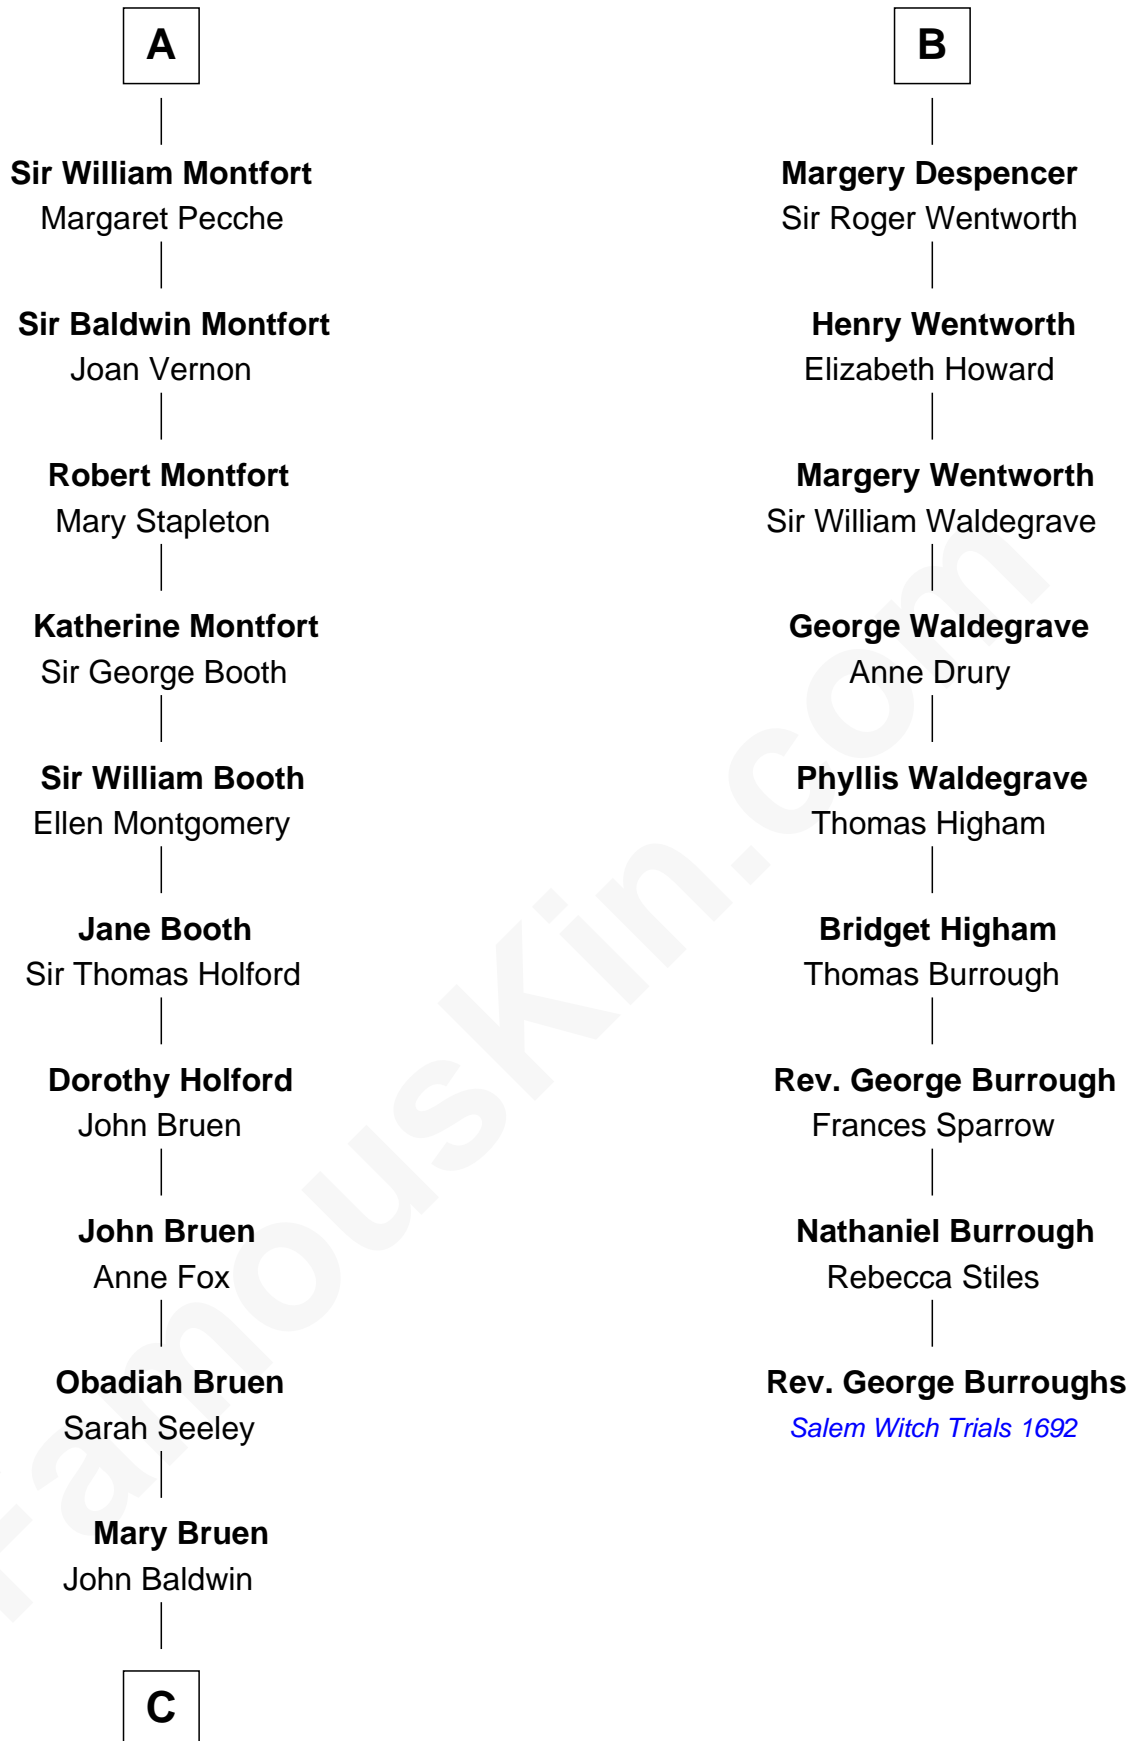 A
Sir William Montfort
Margaret Pecche
Sir Baldwin Montfort
Joan Vernon
Robert Montfort
Mary Stapleton
Katherine Montfort
Sir George Booth
Sir William Booth
Ellen Montgomery
Jane Booth
Sir Thomas Holford
Dorothy Holford
John Bruen
John Bruen
Anne Fox
Obadiah Bruen
Sarah Seeley
Mary Bruen
John Baldwin
C
B
Margery Despencer
Sir Roger Wentworth
Henry Wentworth
Elizabeth Howard
Margery Wentworth
Sir William Waldegrave
George Waldegrave
Anne Drury
Phyllis Waldegrave
Thomas Higham
Bridget Higham
Thomas Burrough
Rev. George Burrough
Frances Sparrow
Nathaniel Burrough
Rebecca Stiles
Rev. George Burroughs
Salem Witch Trials 1692
FamousKin.com